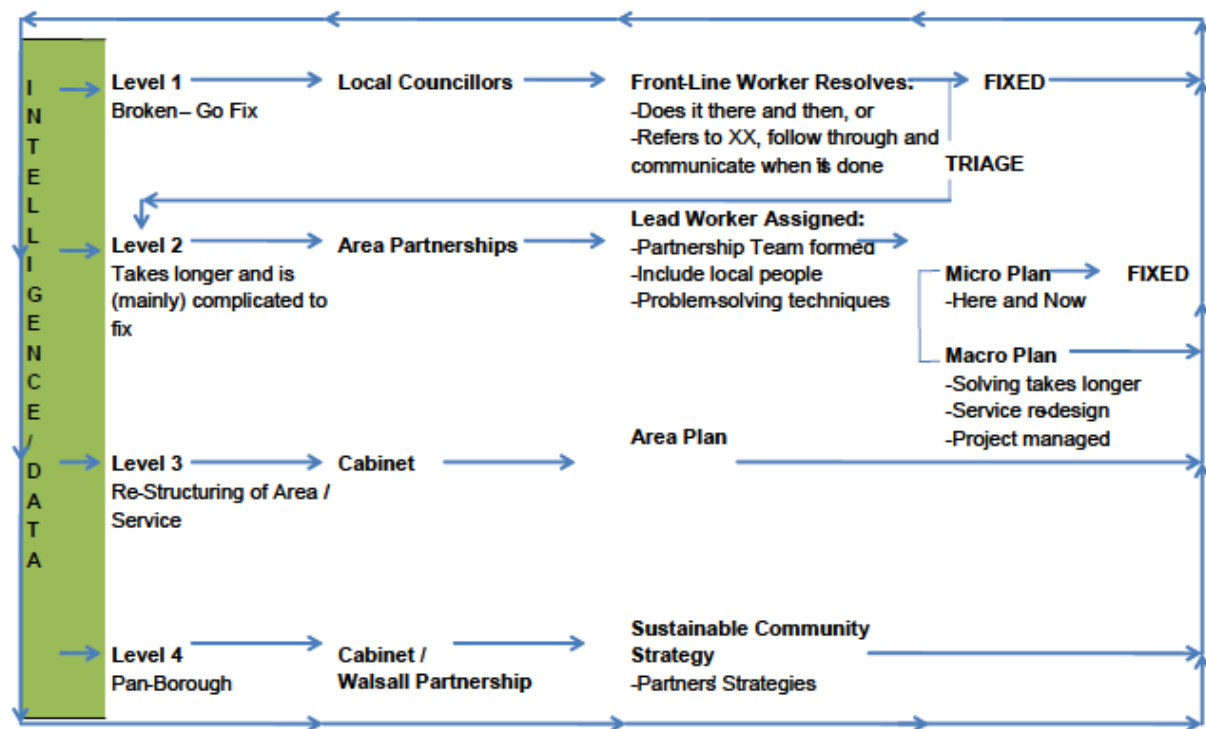 INTELLIGENCE/DATA
Level 1
Broken – Go Fix
Local Councillors
Front-Line Worker Resolves:
-Does it there and then, or
-Refers to XX, follow through and
communicate when its done
FIXED
TRIAGE
Level 2
Takes longer and is
(mainly) complicated to
fix
Area Partnerships
Lead Worker Assigned:
-Partnership Team formed
-Include local people
-Problem-solving techniques
Micro Plan
-Here and Now
FIXED
Macro Plan
-Solving takes longer
-Service re-design
-Project managed
Level 3
Re-Structuring of Area /
Service
Cabinet
Area Plan
Level 4
Pan-Borough
Cabinet /
Walsall Partnership
Sustainable Community
Strategy
-Partners' Strategies